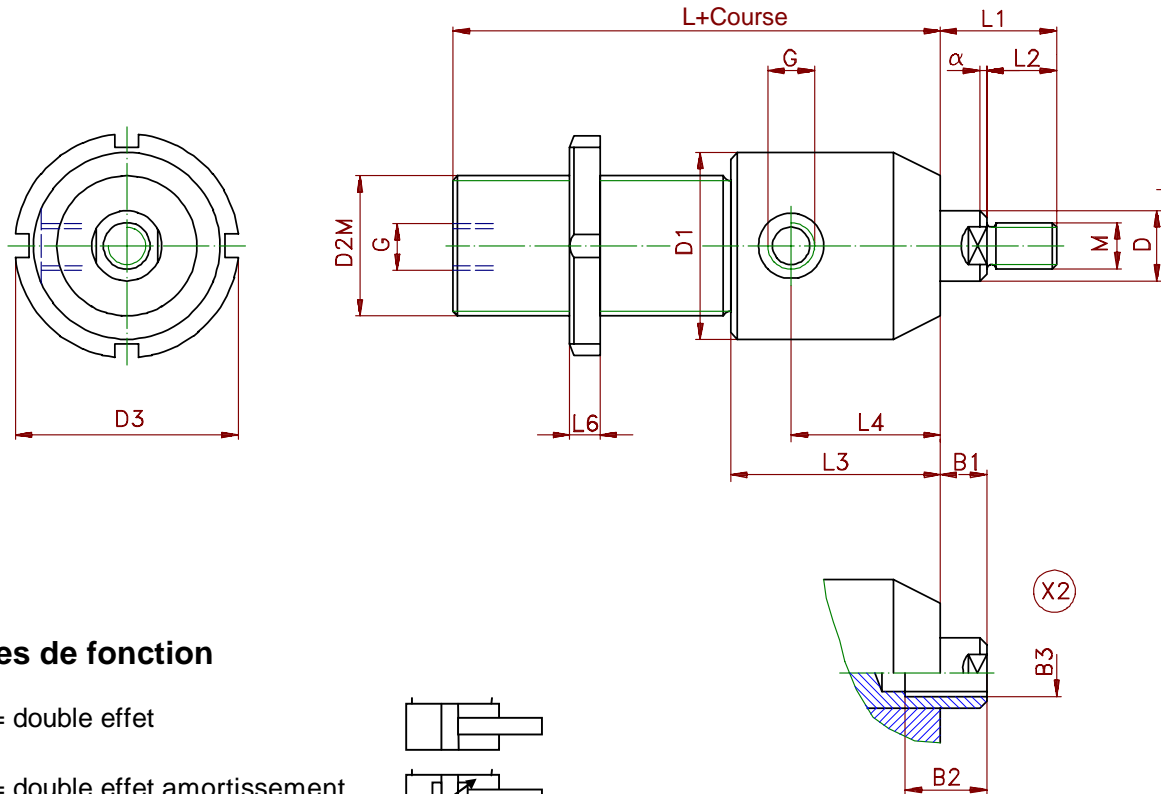 L+Course
L1
G
α
L2
D2M
G
D1
M
D
D3
L6
L4
L3
B1
X2
B3
es de fonction
= double effet
= double effet amortissement
B2